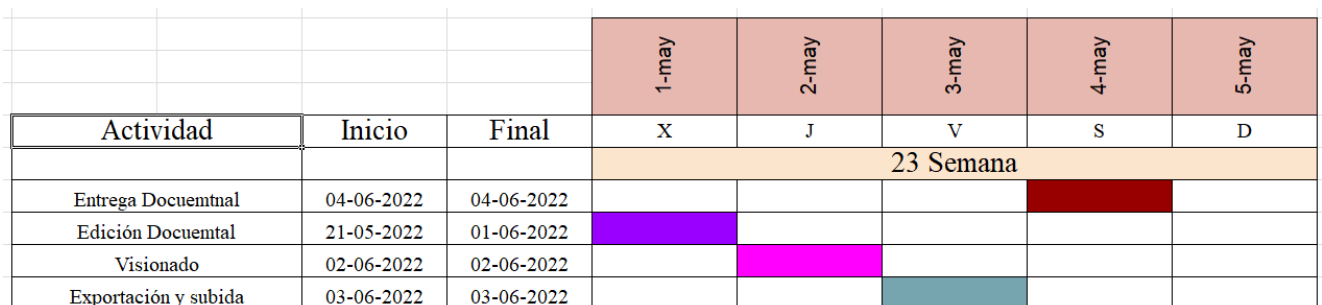 1-may 2-may 3-may 4-may 5-may
Actividad Inicio Final X J V S D
23 Semana
Entrega Docuemtnal 04-06-2022 04-06-2022
Edición Docuemtal 21-05-2022 01-06-2022
Visionado 02-06-2022 02-06-2022
Exportación y subida 03-06-2022 03-06-2022